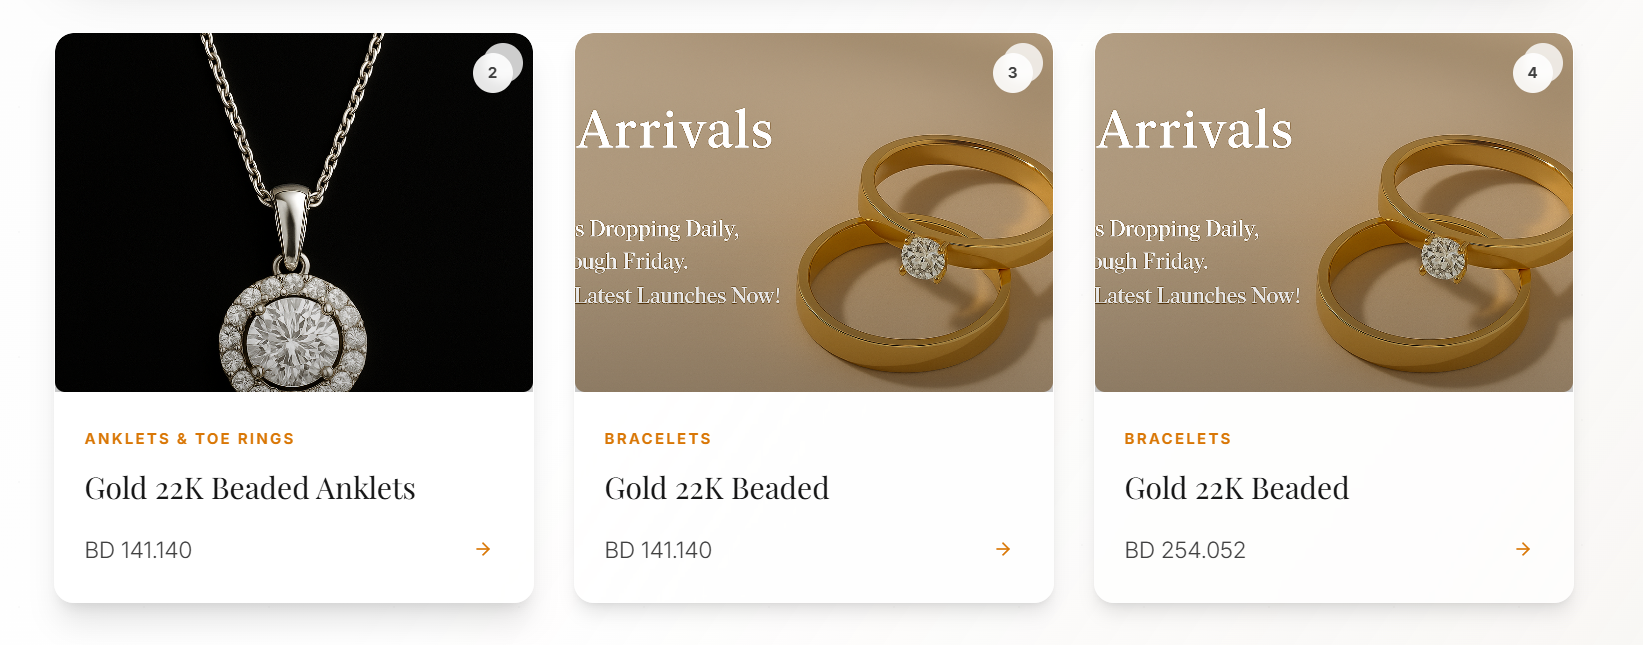 2
ANKLETS & TOE RINGS
Gold 22K Beaded Anklets
BD 141.140
3
Arrivals
s Dropping Daily,
ough Friday.
Latest Launches Now!
BRACELETS
Gold 22K Beaded
BD 141.140
4
Arrivals
s Dropping Daily,
ough Friday.
Latest Launches Now!
BRACELETS
Gold 22K Beaded
BD 254.052